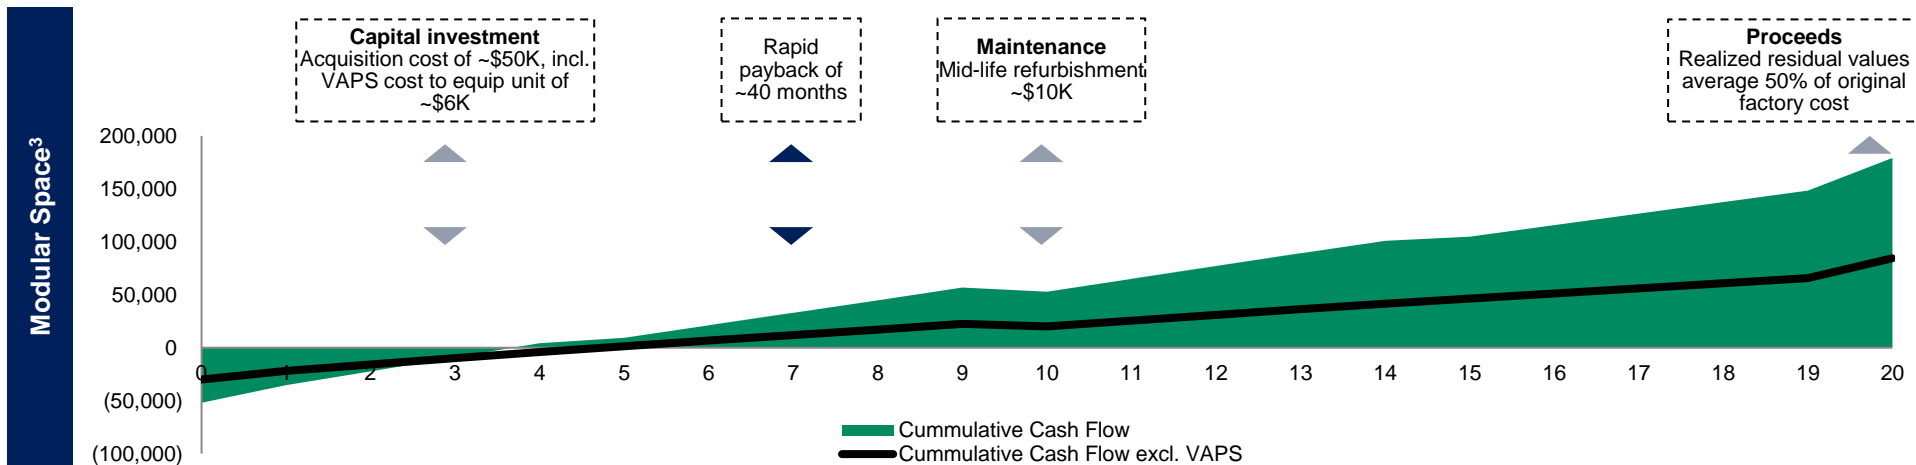 Modular Space3
Capital investment
Acquisition cost of ~$50K, incl.
VAPS cost to equip unit of
~$6K
Rapid
payback of
~40 months
Maintenance
Mid-life refurbishment
~$10K
Proceeds
Realized residual values
average 50% of original
factory cost
200,000
150,000
100,000
50,000
0
(50,000)
(100,000)
0 1 2 3 4 5 6 7 8 9 10 11 12 13 14 15 16 17 18 19 20
Cummulative Cash Flow
Cummulative Cash Flow excl. VAPS